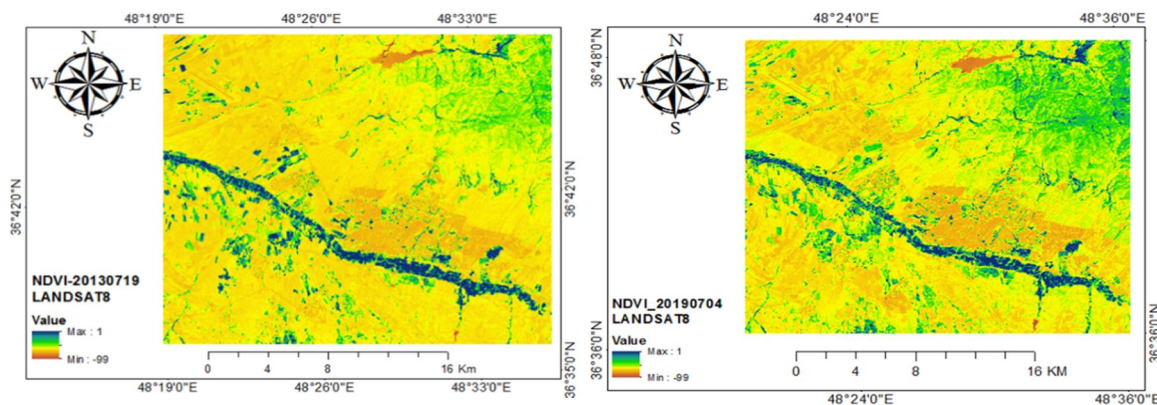 48°19'0"E 48°26'0"E 48°33'0"E
N
W E
S
36°42'0"N
36°42'0"N
36°35'0"N
NDVI-20130719
LANDSAT8
Value
Max : 1
Min : -99
0 4 8 16 Km
48°19'0"E 48°26'0"E 48°33'0"E
48°24'0"E 48°36'0"E
36°48'0"N
N
W E
S
36°36'0"N
36°36'0"N
NDVI_20190704
LANDSAT8
Value
Max : 1
Min : -99
0 4 8 16 KM
48°24'0"E 48°36'0"E